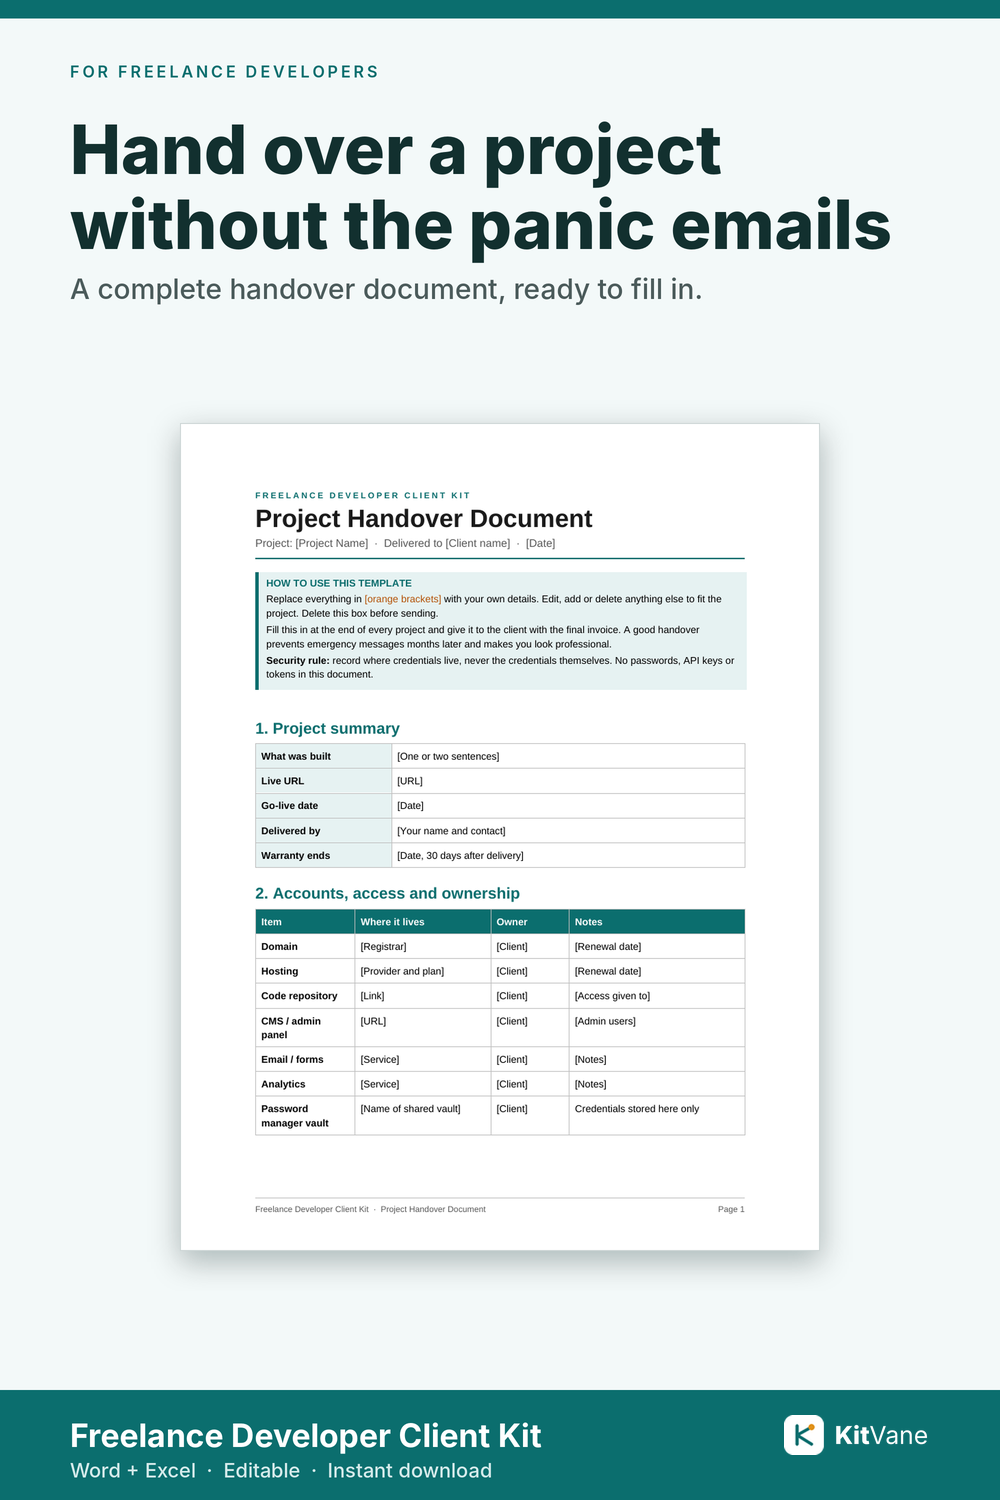 FOR FREELANCE DEVELOPERS
Hand over a project
without the panic emails
A complete handover document, ready to fill in.
FREELANCE DEVELOPER CLIENT KIT
Project Handover Document
Project: [Project Name] · Delivered to [Client name] · [Date]
HOW TO USE THIS TEMPLATE
Replace everything in [orange brackets] with your own details. Edit, add or delete anything else to fit the
project. Delete this box before sending.
Fill this in at the end of every project and give it to the client with the final invoice. A good handover
prevents emergency messages months later and makes you look professional.
Security rule: record where credentials live, never the credentials themselves. No passwords, API keys or
tokens in this document.
1. Project summary
What was built [One or two sentences]
Live URL [URL]
Go-live date [Date]
Delivered by [Your name and contact]
Warranty ends [Date, 30 days after delivery]
2. Accounts, access and ownership
Item Where it lives Owner Notes
Domain [Registrar] [Client] [Renewal date]
Hosting [Provider and plan] [Client] [Renewal date]
Code repository [Link] [Client] [Access given to]
CMS / admin [URL] [Client] [Admin users]
panel
Email / forms [Service] [Client] [Notes]
Analytics [Service] [Client] [Notes]
Password [Name of shared vault] [Client] Credentials stored here only
manager vault
Freelance Developer Client Kit · Project Handover Document Page 1
Freelance Developer Client Kit
Word + Excel · Editable · Instant download
KitVane